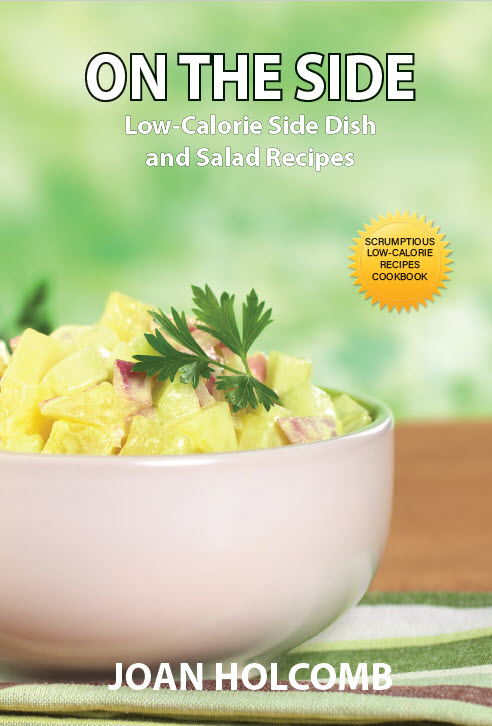 ON THE SIDE
Low-Calorie Side Dish
and Salad Recipes
SCRUMPTIOUS
LOW-CALORIE
RECIPES
COOKBOOK
JOAN HOLCOMB